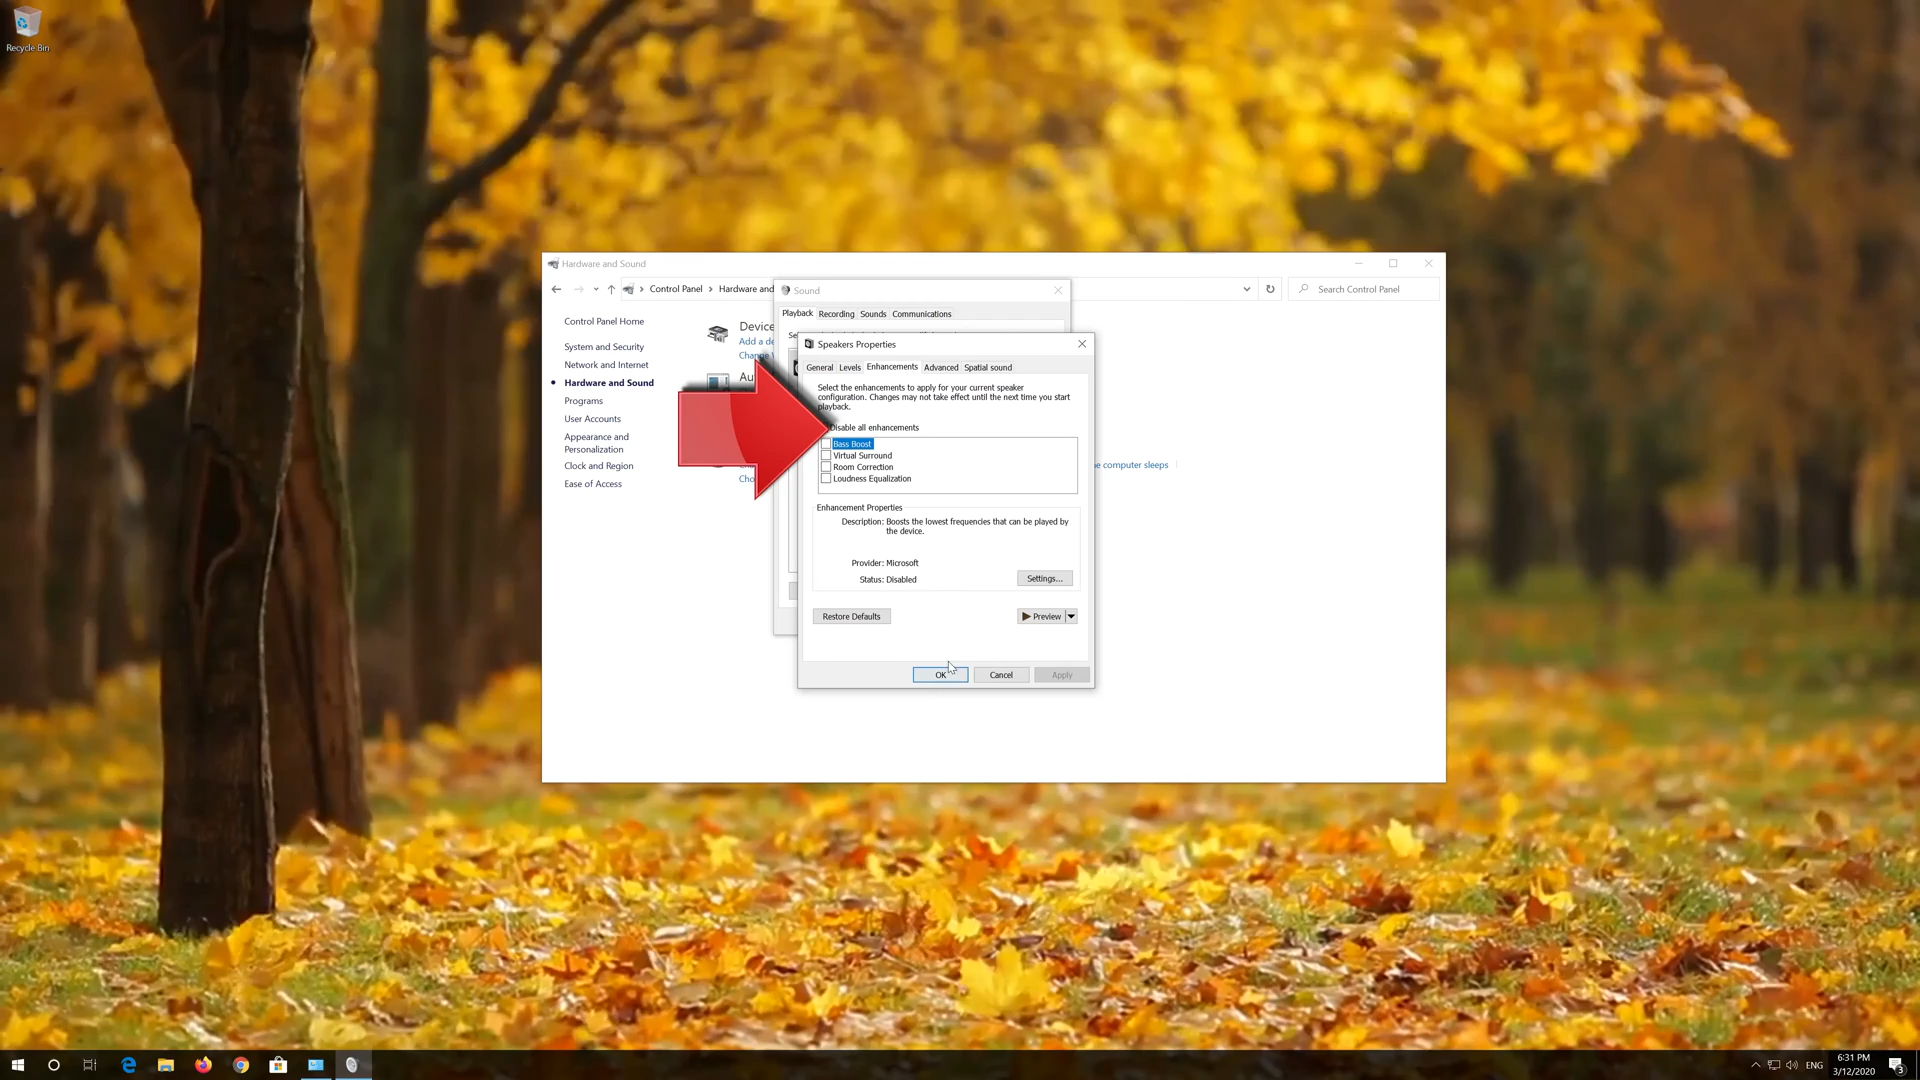 Recycle Bin
Hardware and Sound
Control Panel
Hardware and
Search Control Panel
Sound
Playback
Recording
Sounds
Communications
Control Panel Home
System and Security
Network and Internet
Hardware and Sound
Programs
User Accounts
Appearance and
Personalization
Clock and Region
Ease of Access
Add a de
Speakers Properties
General
Levels
Enhancements
Advanced
Spatial sound
Select the enhancements to apply for your current speaker
configuration. Changes may not take effect until the next time you start
playback.
Disable all enhancements
Bass Boost
Virtual Surround
Room Correction
Loudness Equalization
Enhancement Properties
Description: Boosts the lowest frequencies that can be played by
the device.
Provider: Microsoft
Status: Disabled
Settings...
Restore Defaults
Preview
OK
Cancel
Apply
e computer sleeps
ENG
6:31 PM
3/12/2020
3